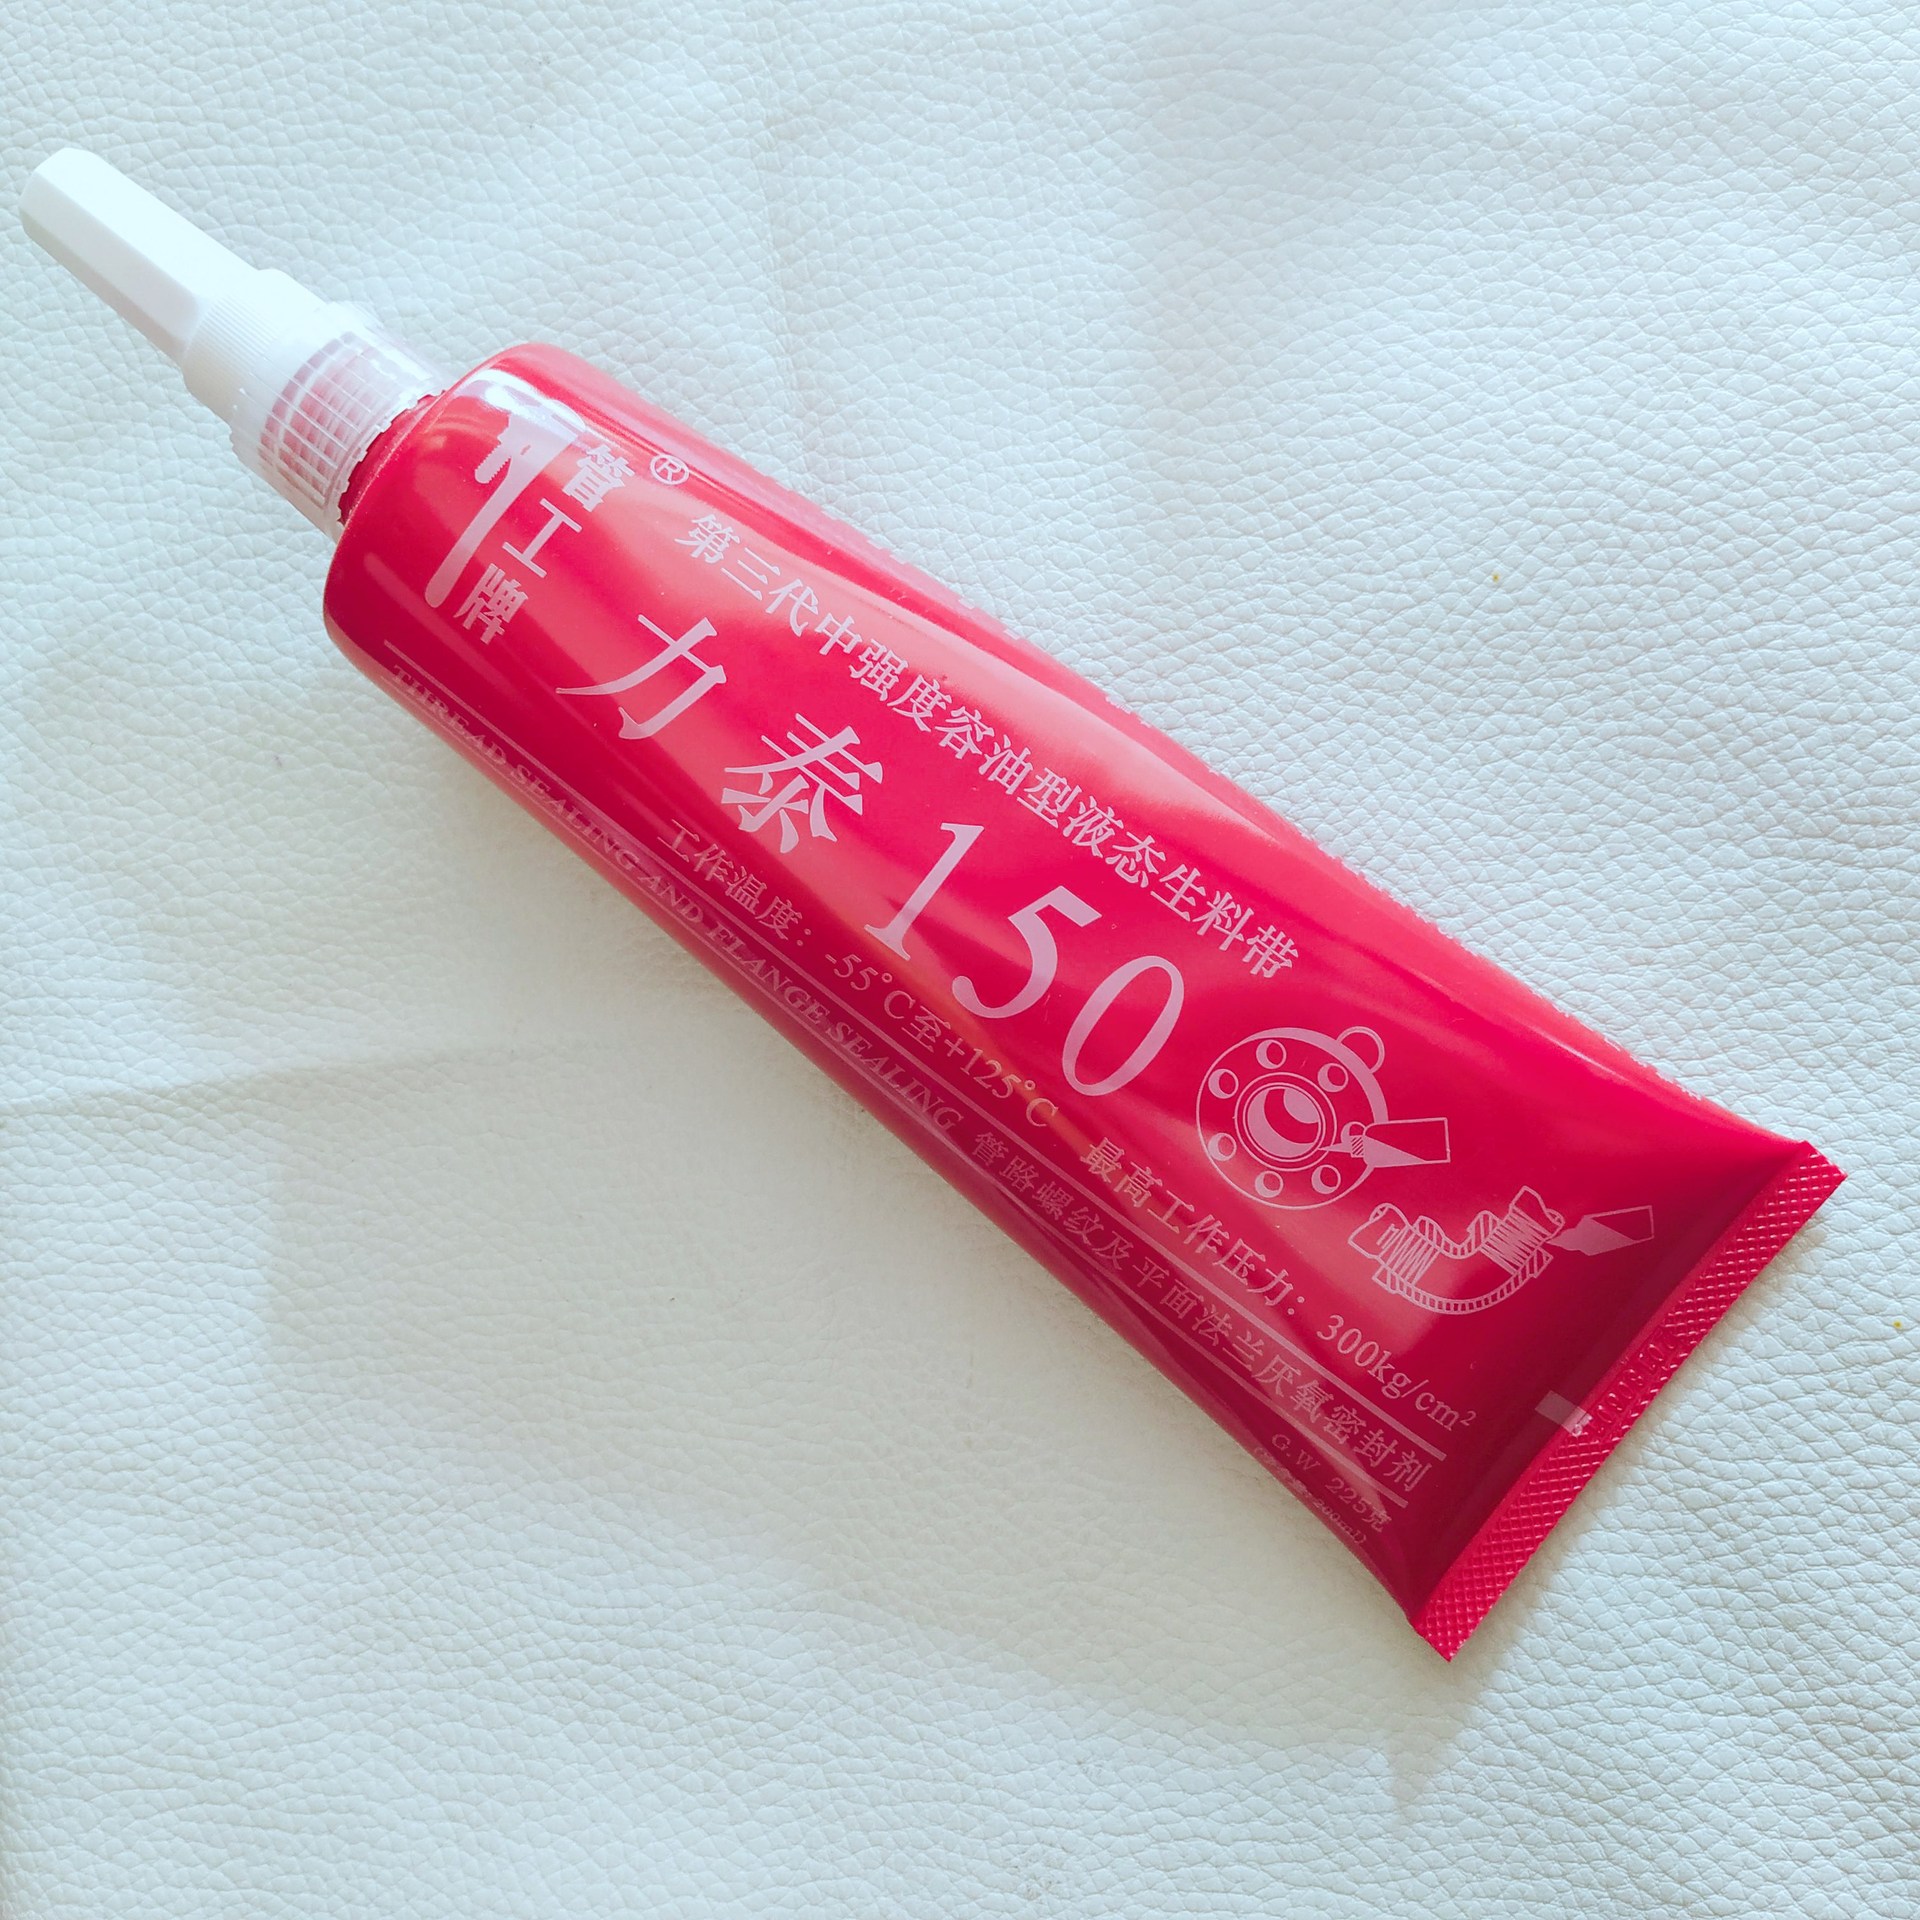 管工牌
®
第三代中强度容油型液态生料带
力泰150
工作温度：-55°C至+125°C 最高工作压力：300kg/cm²
THREAD SEALING AND FLANGE SEALING 管路螺纹及平面法兰厌氧密封剂
G.W 225克
200ml)